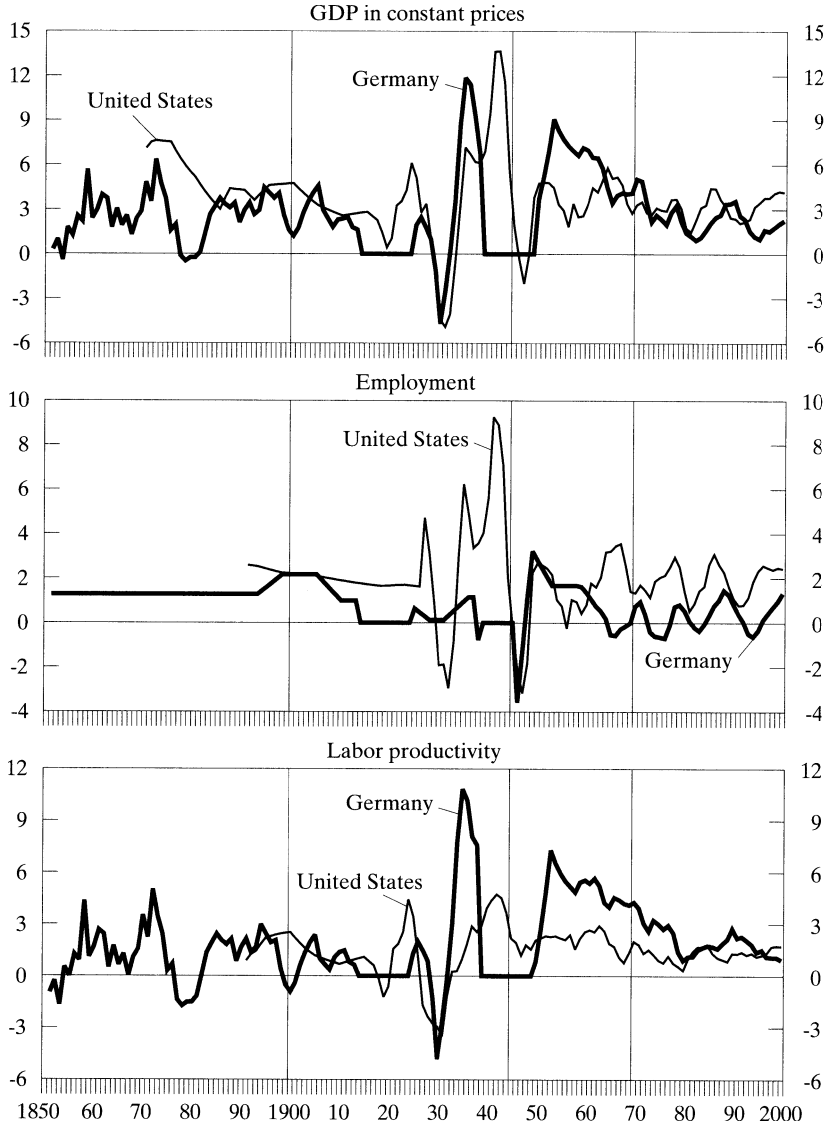 GDP in constant prices
15 15
12 12
9 9
6 6
3 3
0 0
-3 -3
-6 -6
Germany
United States
Employment
10 10
8 8
6 6
4 4
2 2
0 0
-2 -2
-4 -4
United States
Germany
Labor productivity
12 12
9 9
6 6
3 3
0 0
-3 -3
-6 -6
Germany
United States
1850 60 70 80 90 1900 10 20 30 40 50 60 70 80 90 2000